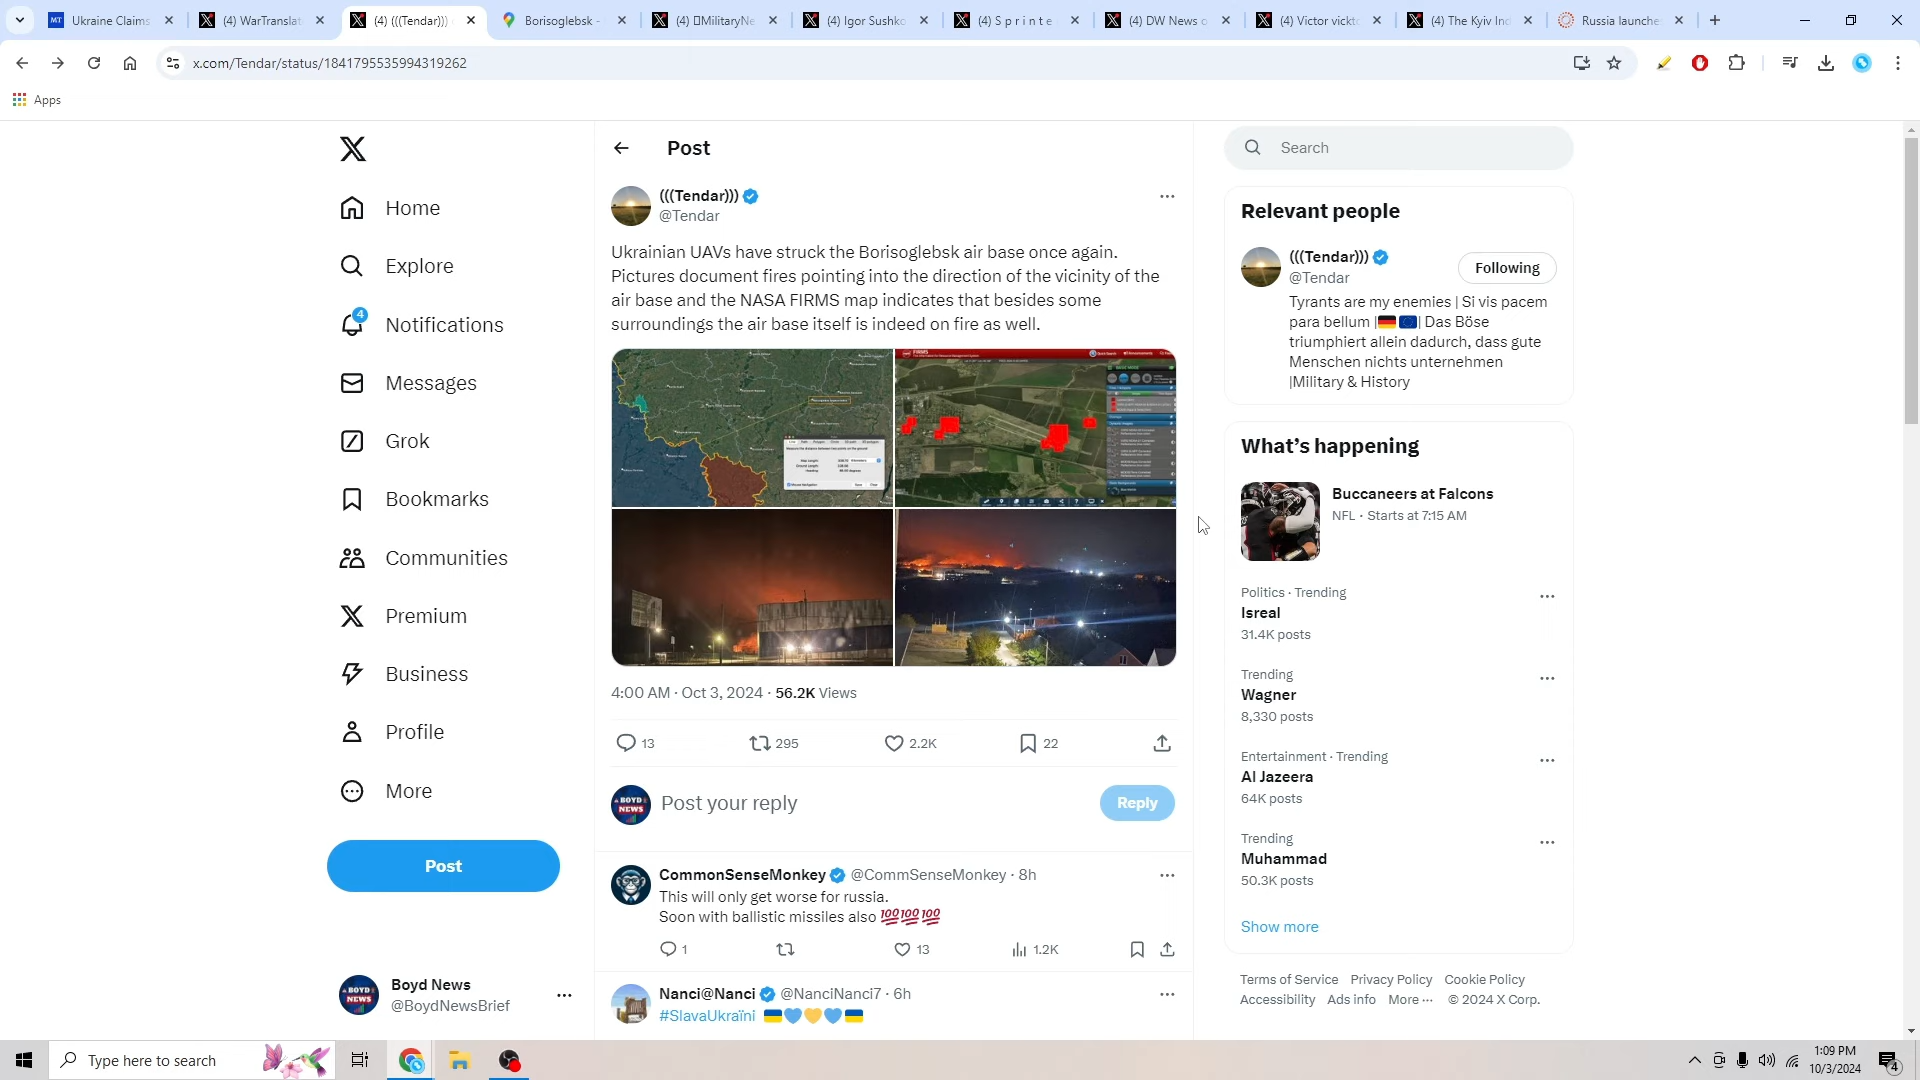 Ukraine Claims
(4) WarTranslat
(4) (((Tendar)))
Borisoglebsk -
(4) ▯MilitaryNe
(4) Igor Sushko
(4) S p r i n t e
(4) DW News o
(4) Victor vickto
(4) The Kyiv Ind
Russia launche
x.com/Tendar/status/1841795535994319262
Apps
Home
Explore
4
Notifications
Messages
Grok
Bookmarks
Communities
Premium
Business
Profile
More
Post
Boyd News
@BoydNewsBrief
Post
(((Tendar)))
@Tendar
Ukrainian UAVs have struck the Borisoglebsk air base once again.
Pictures document fires pointing into the direction of the vicinity of the
air base and the NASA FIRMS map indicates that besides some
surroundings the air base itself is indeed on fire as well.
FIRMS
4:00 AM · Oct 3, 2024 · 56.2K Views
13
295
2.2K
22
BOYD
NEWS
Post your reply
Reply
CommonSenseMonkey @CommSenseMonkey · 8h
This will only get worse for russia.
Soon with ballistic missiles also 💯💯💯
1
13
1.2K
Nanci@Nanci @NanciNanci7 · 6h
#SlavaUkraïni 🇺🇦💙💛💙🇺🇦
Search
Relevant people
(((Tendar)))
@Tendar
Following
Tyrants are my enemies | Si vis pacem
para bellum |🇩🇪🇪🇺| Das Böse
triumphiert allein dadurch, dass gute
Menschen nichts unternehmen
|Military & History
What’s happening
Buccaneers at Falcons
NFL · Starts at 7:15 AM
Politics · Trending
Isreal
31.4K posts
Trending
Wagner
8,330 posts
Entertainment · Trending
Al Jazeera
64K posts
Trending
Muhammad
50.3K posts
Show more
Terms of Service Privacy Policy Cookie Policy
Accessibility Ads info More ··· © 2024 X Corp.
Type here to search
1:09 PM
10/3/2024
4